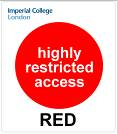 Imperial College
London
highly
restricted
access
RED